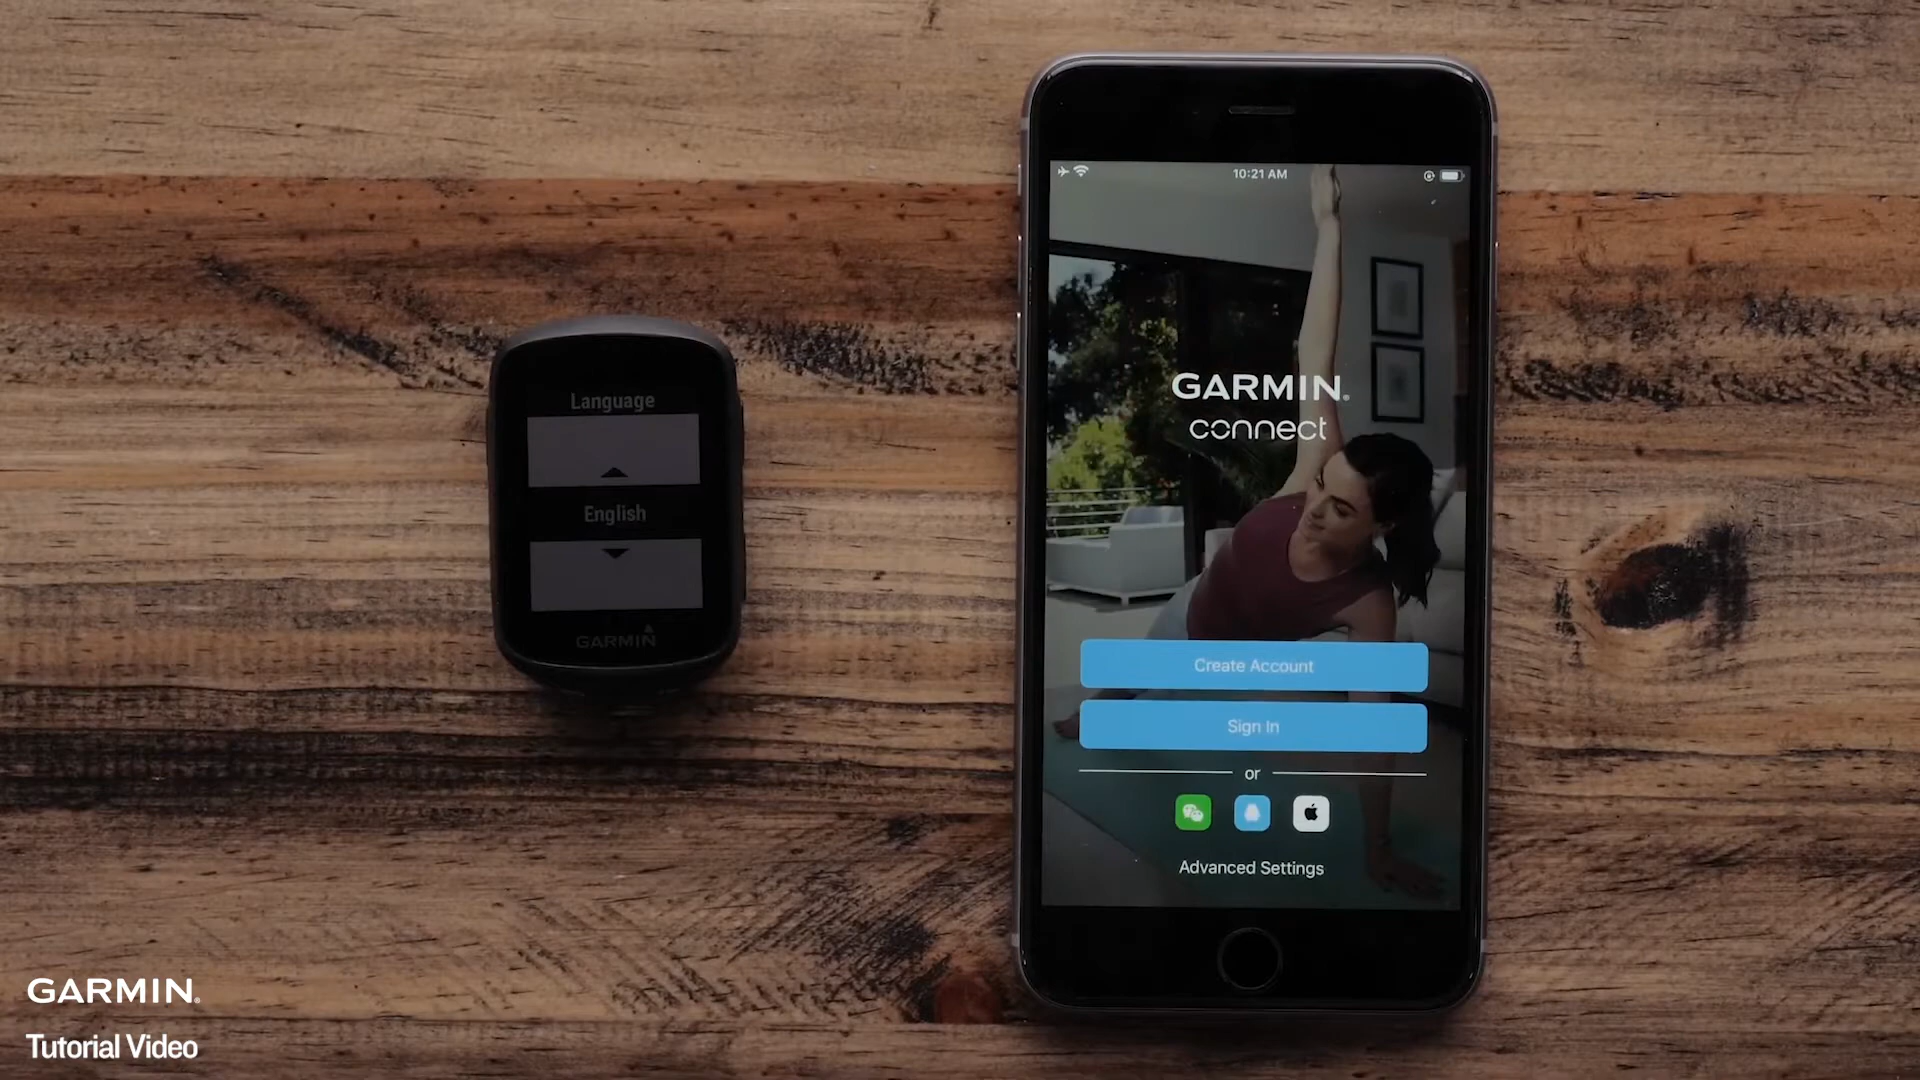 Language
English
GARMIN
10:21 AM
GARMIN®
connect
Create Account
Sign In
or
Advanced Settings
GARMIN®
Tutorial Video